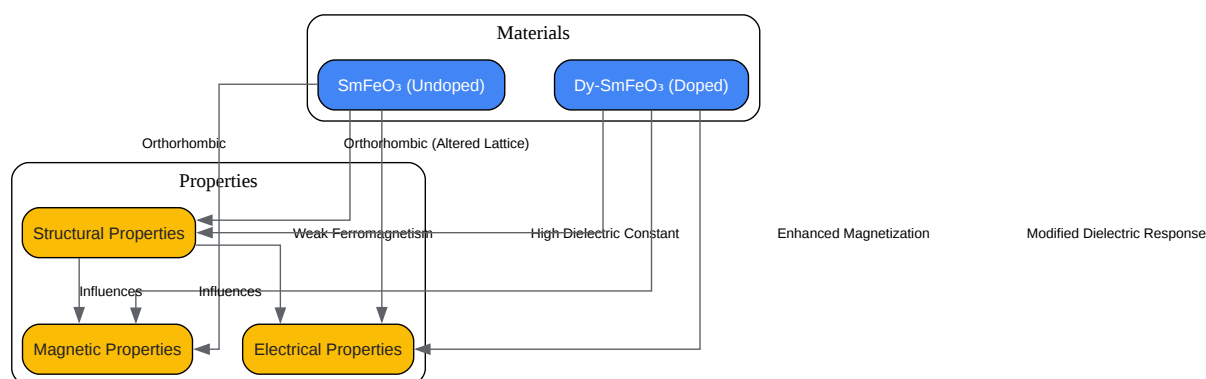 Materials
SmFeO₃ (Undoped)
Dy-SmFeO₃ (Doped)
Orthorhombic
Orthorhombic (Altered Lattice)
Properties
Structural Properties
Weak Ferromagnetism
High Dielectric Constant
Enhanced Magnetization
Modified Dielectric Response
Influences
Influences
Magnetic Properties
Electrical Properties